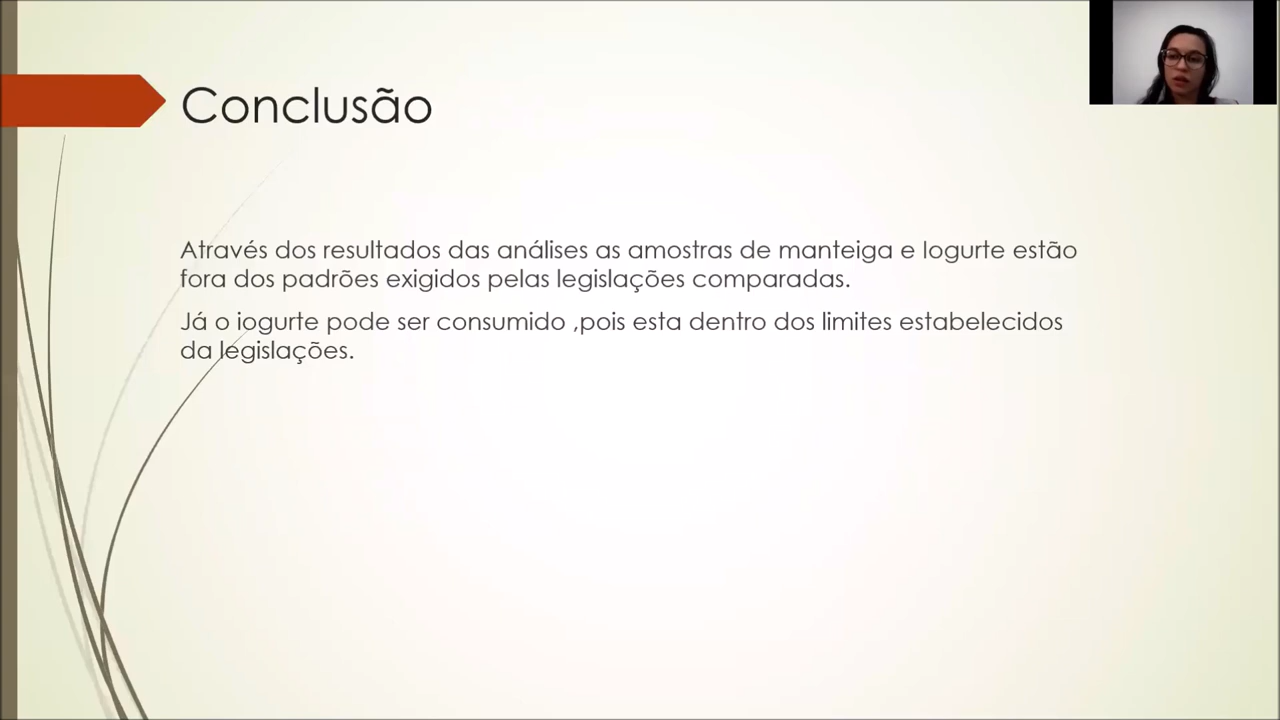 Conclusão
Através dos resultados das análises as amostras de manteiga e Iogurte estão
fora dos padrões exigidos pelas legislações comparadas.
Já o iogurte pode ser consumido ,pois esta dentro dos limites estabelecidos
da legislações.